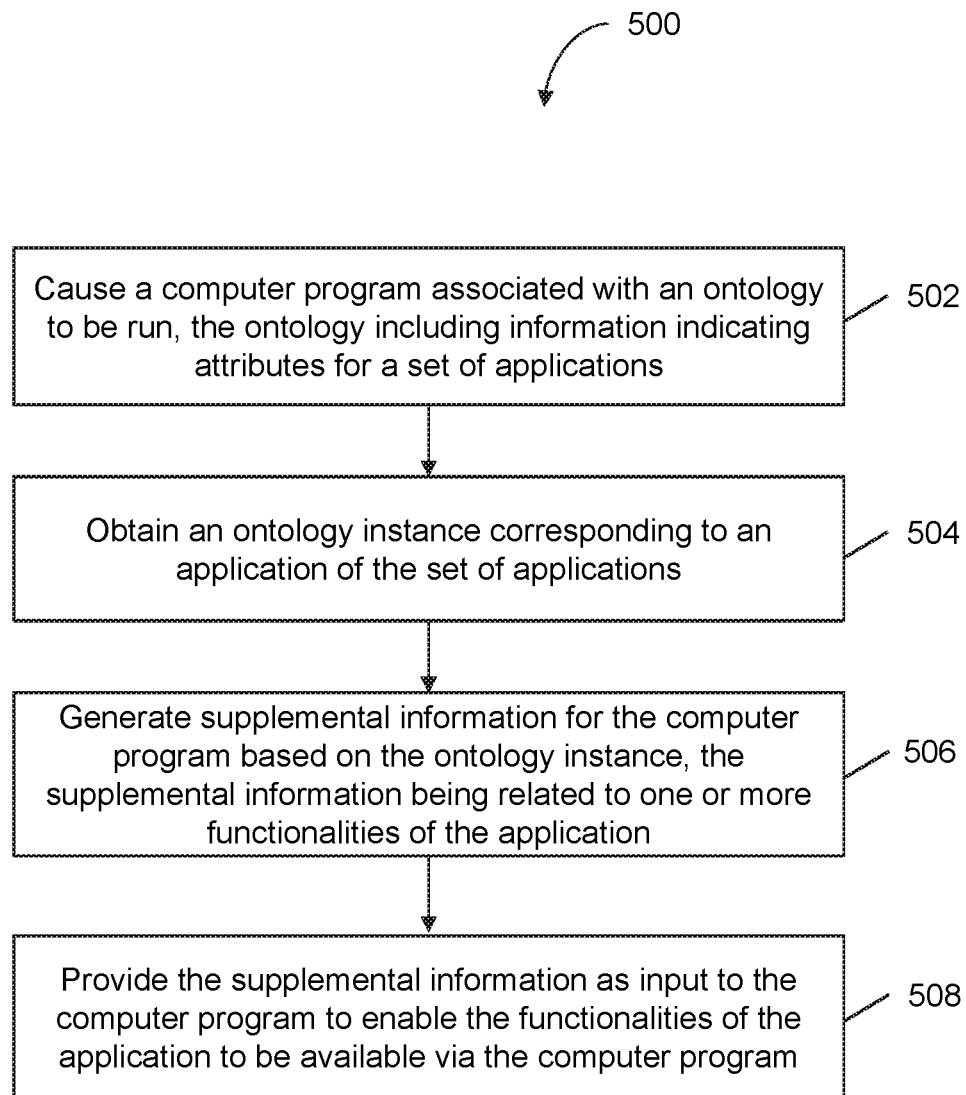 500
Cause a computer program associated with an ontology
to be run, the ontology including information indicating
attributes for a set of applications
502
Obtain an ontology instance corresponding to an
application of the set of applications
504
Generate supplemental information for the computer
program based on the ontology instance, the
supplemental information being related to one or more
functionalities of the application
506
Provide the supplemental information as input to the
computer program to enable the functionalities of the
application to be available via the computer program
508